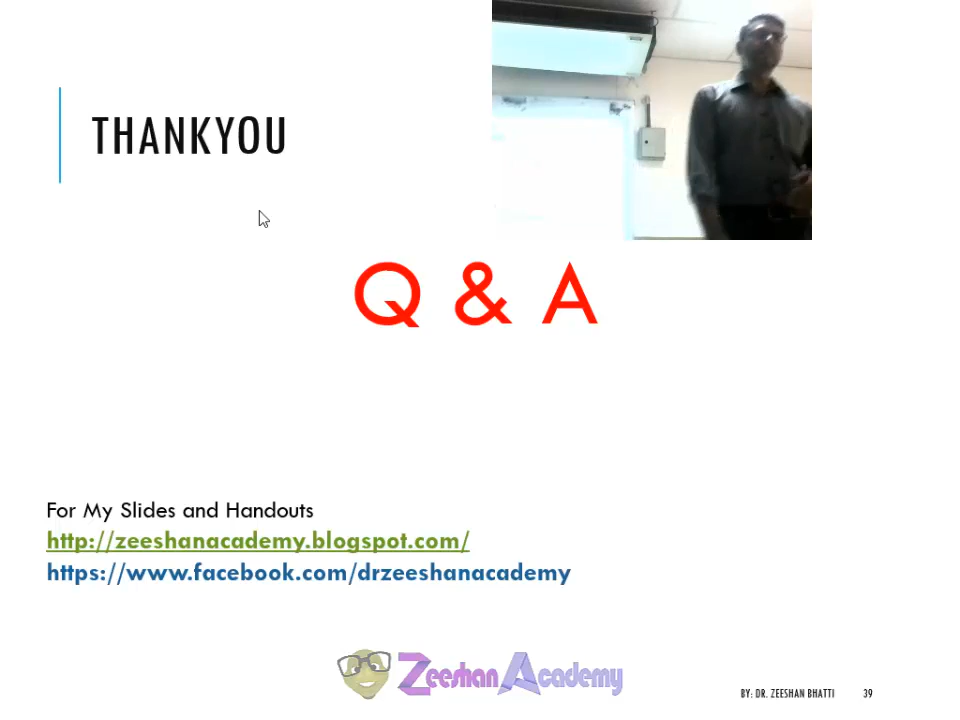 THANKYOU
Q & A
For My Slides and Handouts
http://zeeshanacademy.blogspot.com/
https://www.facebook.com/drzeeshanacademy
Zeeshan Academy
BY: DR. ZEESHAN BHATTI 39